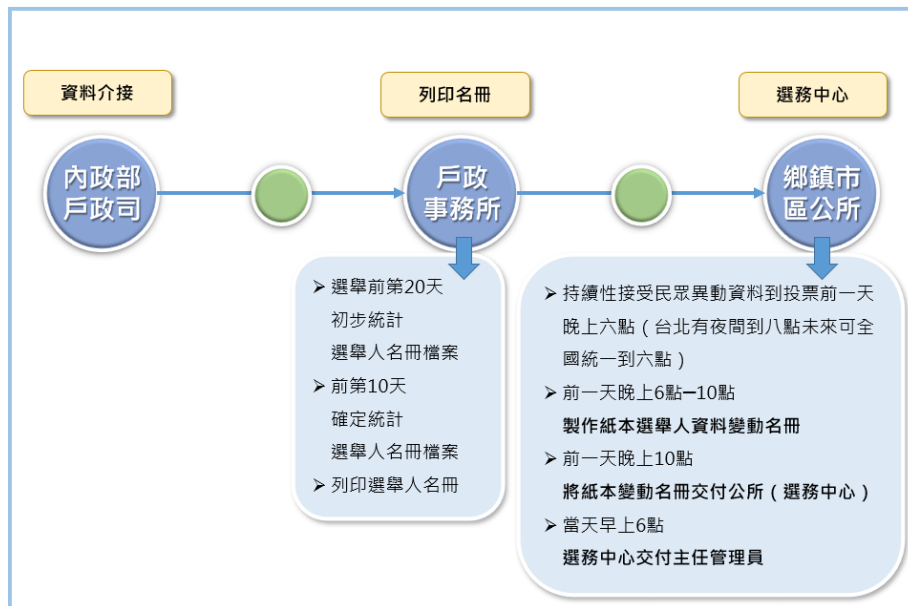 資料介接
列印名冊
選務中心
內政部
戶政司
戶政
事務所
鄉鎮市
區公所
➢ 選舉前第20天
初步統計
選舉人名冊檔案
➢ 前第10天
確定統計
選舉人名冊檔案
➢ 列印選舉人名冊
➢ 持續性接受民眾異動資料到投票前一天
晚上六點（台北有夜間到八點未來可全
國統一到六點）
➢ 前一天晚上6點–10點
製作紙本選舉人資料變動名冊
➢ 前一天晚上10點
將紙本變動名冊交付公所（選務中心）
➢ 當天早上6點
選務中心交付主任管理員